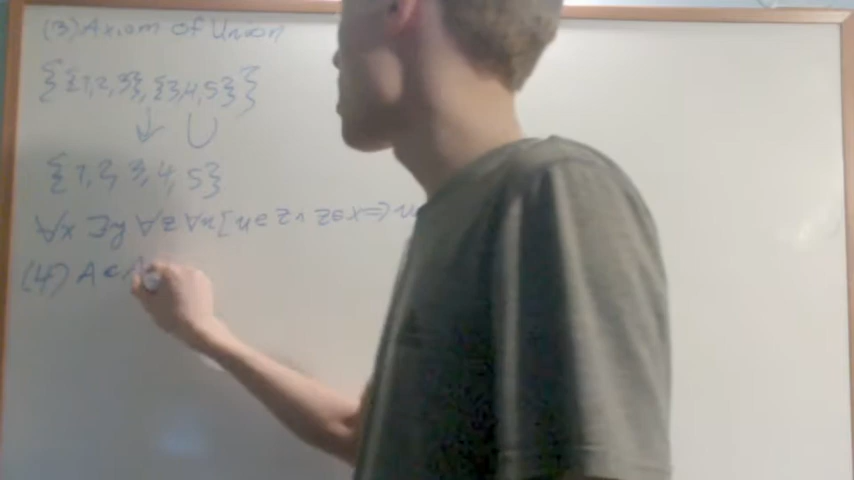 (3) Axiom of Union
{{1,2,3},{3,4,5}}
↓ ∪
{1,2,3,4,5}
∀x ∃y ∀z ∀u[u∈z∧z∈x⇒u
(4) A∈A